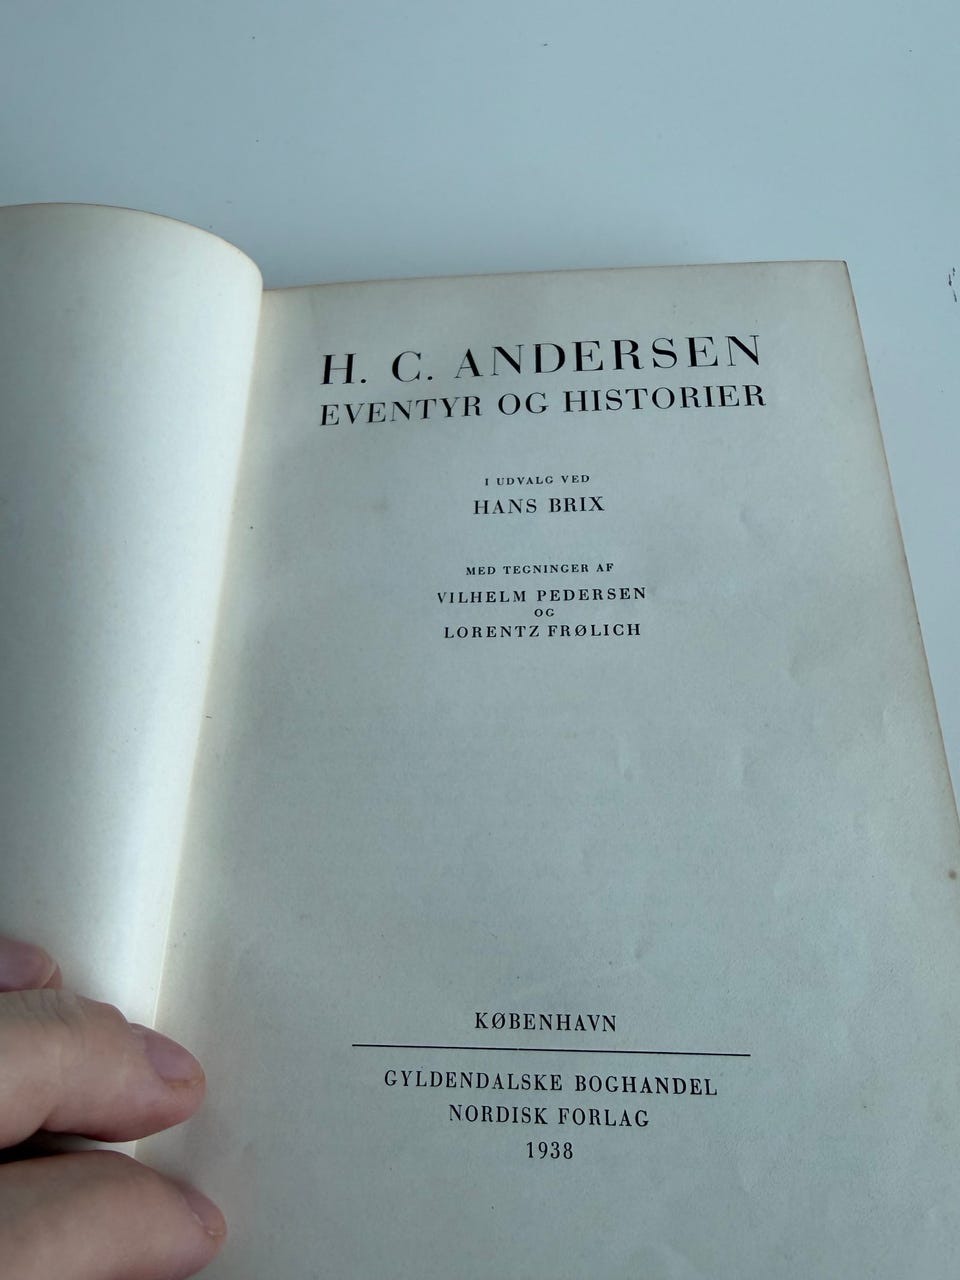 H. C. ANDERSEN
EVENTYR OG HISTORIER
I UDVALG VED
HANS BRIX
MED TEGNINGER AF
VILHELM PEDERSEN
OG
LORENTZ FRØLICH
KØBENHAVN
GYLDENDALSKE BOGHANDEL
NORDISK FORLAG
1938